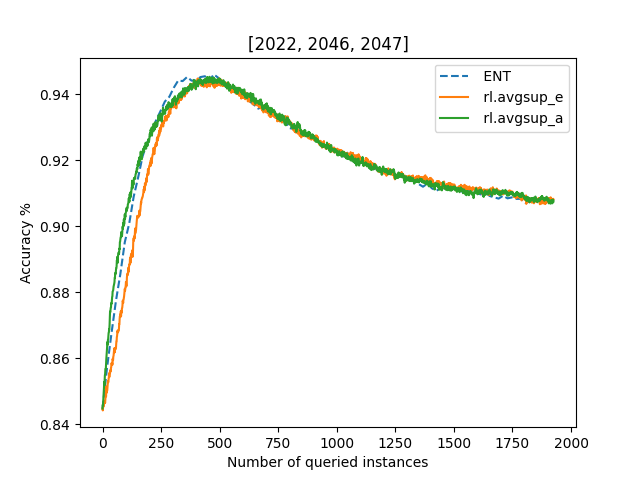 [2022, 2046, 2047]
ENT
rl.avgsup_e
rl.avgsup_a
Accuracy %
0.94
0.92
0.90
0.88
0.86
0.84
0 250 500 750 1000 1250 1500 1750 2000
Number of queried instances